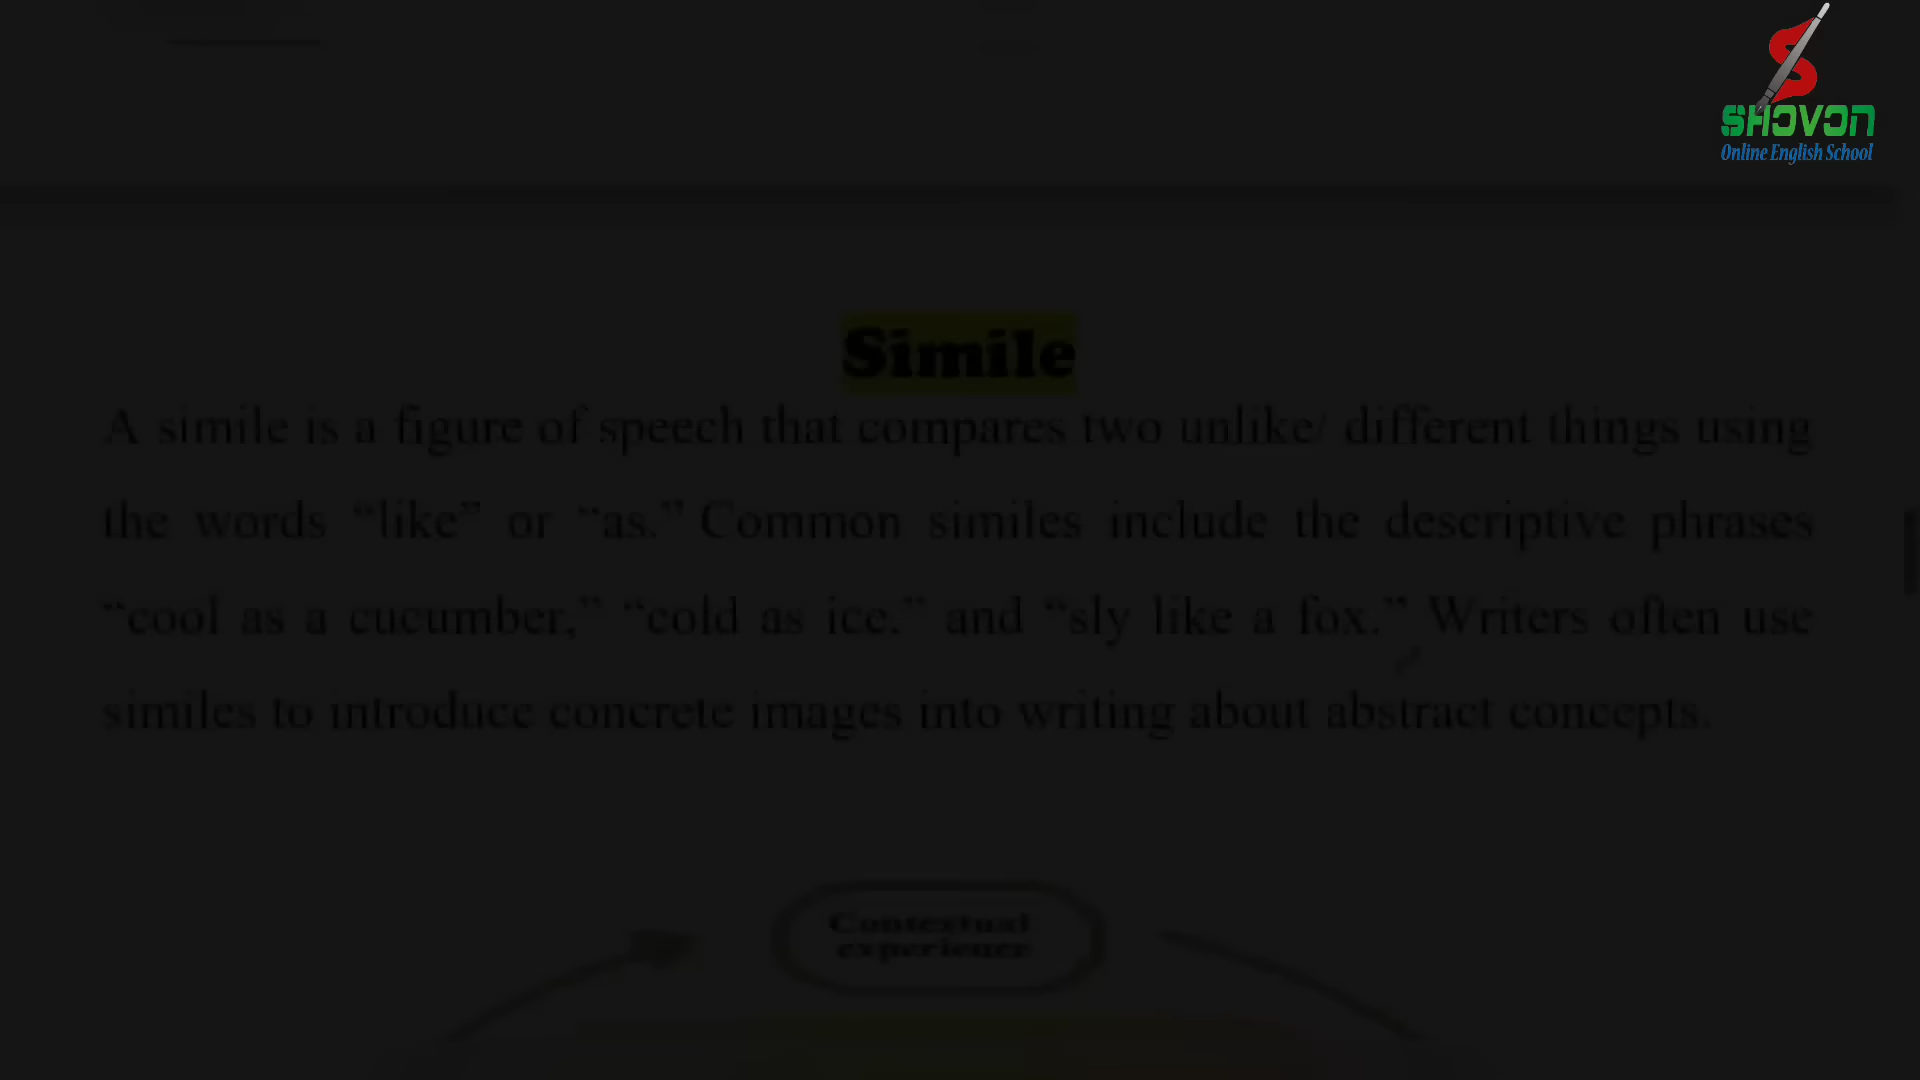 SHOVON
Online English School
Simile
A simile is a figure of speech that compares two unlike/ different things using
the words “like” or “as.” Common similes include the descriptive phrases
“cool as a cucumber,” “cold as ice,” and “sly like a fox.” Writers often use
similes to introduce concrete images into writing about abstract concepts.
Contextual
experience